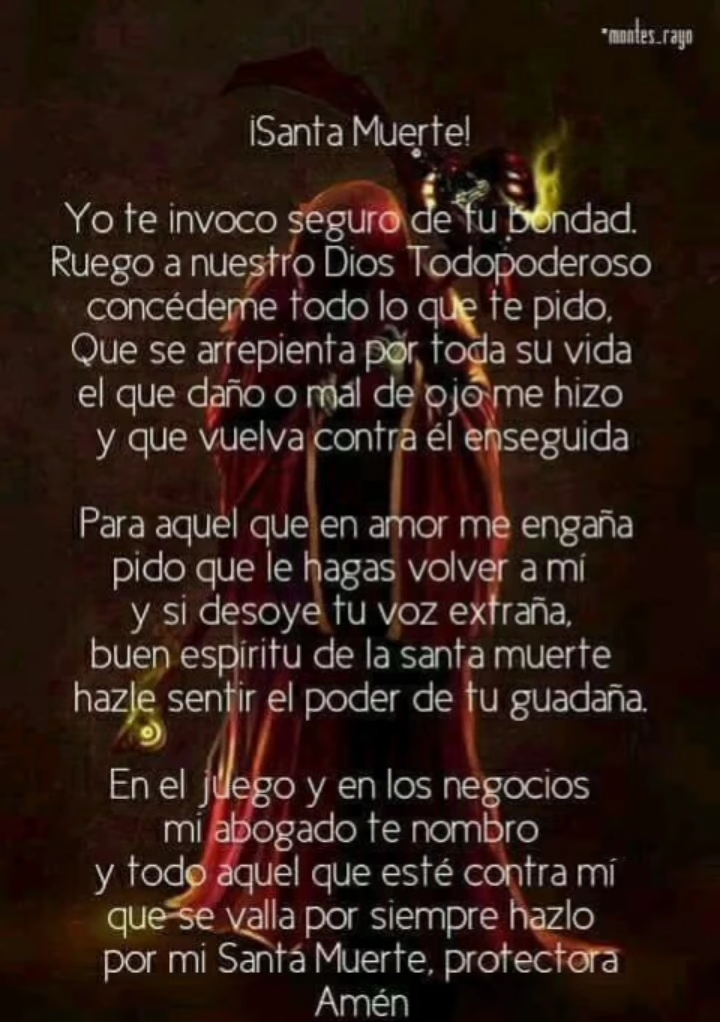 *montes_rayo
¡Santa Muerte!
Yo te invoco seguro de tu bondad.
Ruego a nuestro Dios Todopoderoso
concédeme todo lo que te pido,
Que se arrepienta por toda su vida
el que daño o mal de ojo me hizo
y que vuelva contra él enseguida
Para aquel que en amor me engaña
pido que le hagas volver a mí
y si desoye tu voz extraña,
buen espíritu de la santa muerte
hazle sentir el poder de tu guadaña.
En el juego y en los negocios
mi abogado te nombro
y todo aquel que esté contra mí
que se valla por siempre hazlo
por mi Santa Muerte, protectora
Amén